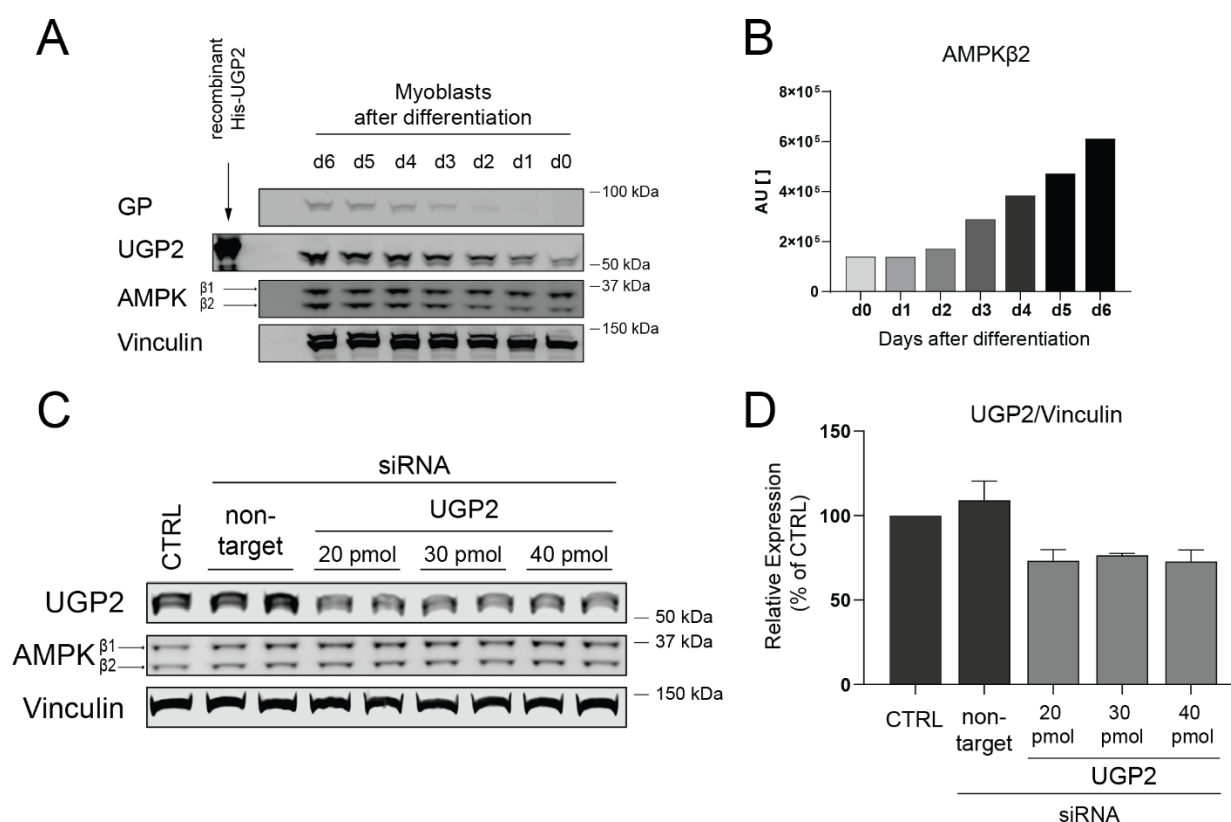 A
recombinant
His-UGP2
Myoblasts
after differentiation
d6 d5 d4 d3 d2 d1 d0
GP
100 kDa
UGP2
50 kDa
AMPK
β1
β2
37 kDa
Vinculin
150 kDa
B
AMPKβ2
8×10⁵
6×10⁵
4×10⁵
2×10⁵
0
AU [ ]
d0 d1 d2 d3 d4 d5 d6
Days after differentiation
C
siRNA
CTRL
non-
target
UGP2
20 pmol 30 pmol 40 pmol
UGP2
50 kDa
AMPK
β1
β2
37 kDa
Vinculin
150 kDa
D
UGP2/Vinculin
150
100
50
0
Relative Expression
(% of CTRL)
CTRL
non-
target
20
pmol
30
pmol
40
pmol
UGP2
siRNA